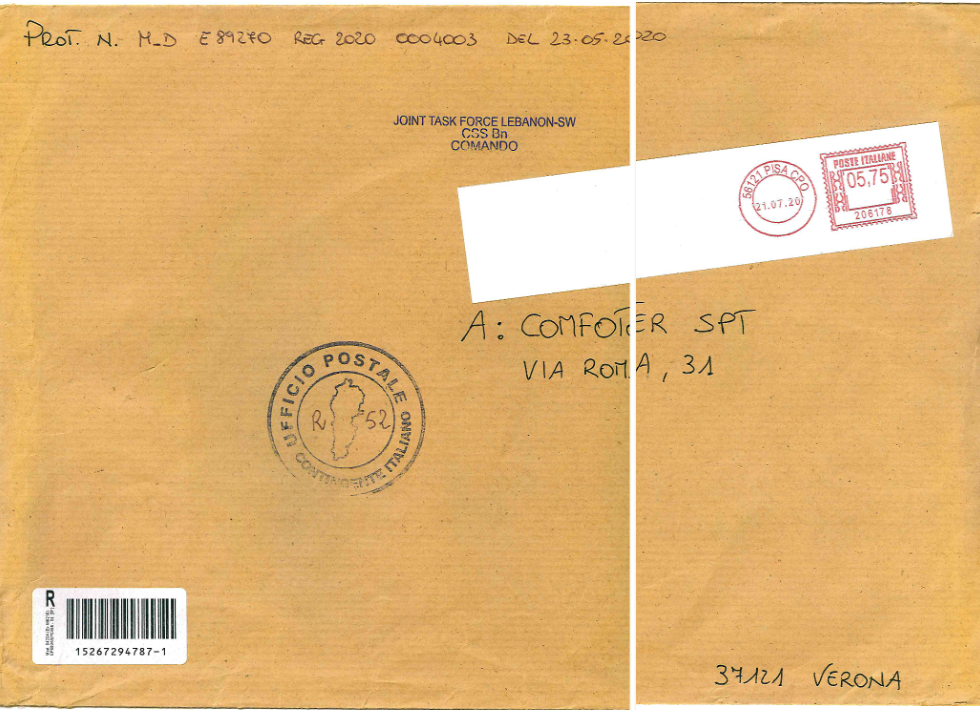 PROT. N. M_D E 89270 REG 2020 0004003 DEL 23.05.2020
JOINT TASK FORCE LEBANON-SW
CSS Bn
COMANDO
56121 PISA CPO
21.07.20
POSTE ITALIANE
05,75
206178
A: COMFOTER SPT
VIA ROMA, 31
UFFICIO POSTALE
R 52
CONTINGENTE ITALIANO
R
15267294787-1
37121 VERONA